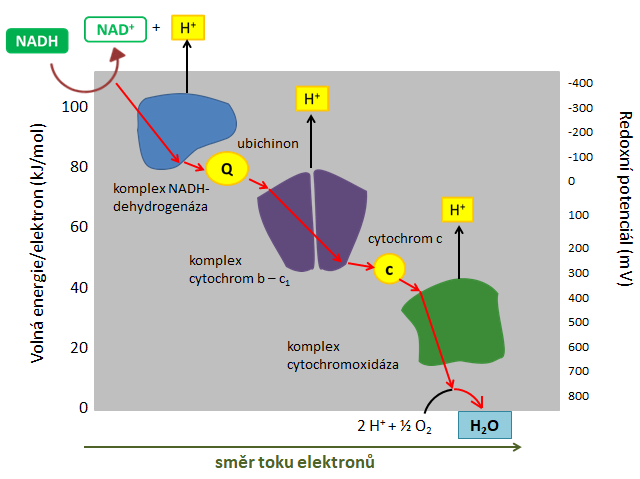 NADH
NAD⁺ + H⁺
Volná energie/elektron (kJ/mol)
100
80
60
40
20
0
Redoxní potenciál (mV)
-400
-300
-200
-100
0
100
200
300
400
500
600
700
800
komplex NADH-
dehydrogenáza
ubichinon
Q
H⁺
komplex
cytochrom b – c₁
cytochrom c
c
H⁺
komplex
cytochromoxidáza
2 H⁺ + ½ O₂
H₂O
směr toku elektronů